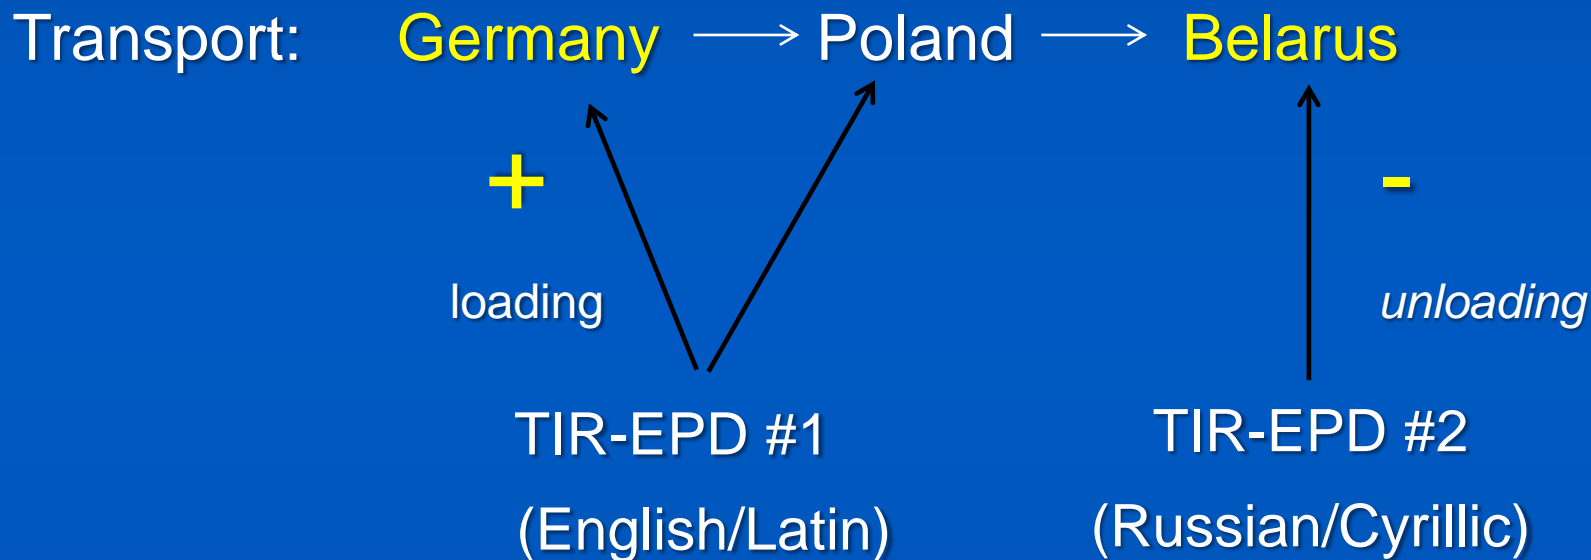 Transport: Germany → Poland → Belarus
+ -
loading unloading
TIR-EPD #1 TIR-EPD #2
(English/Latin) (Russian/Cyrillic)